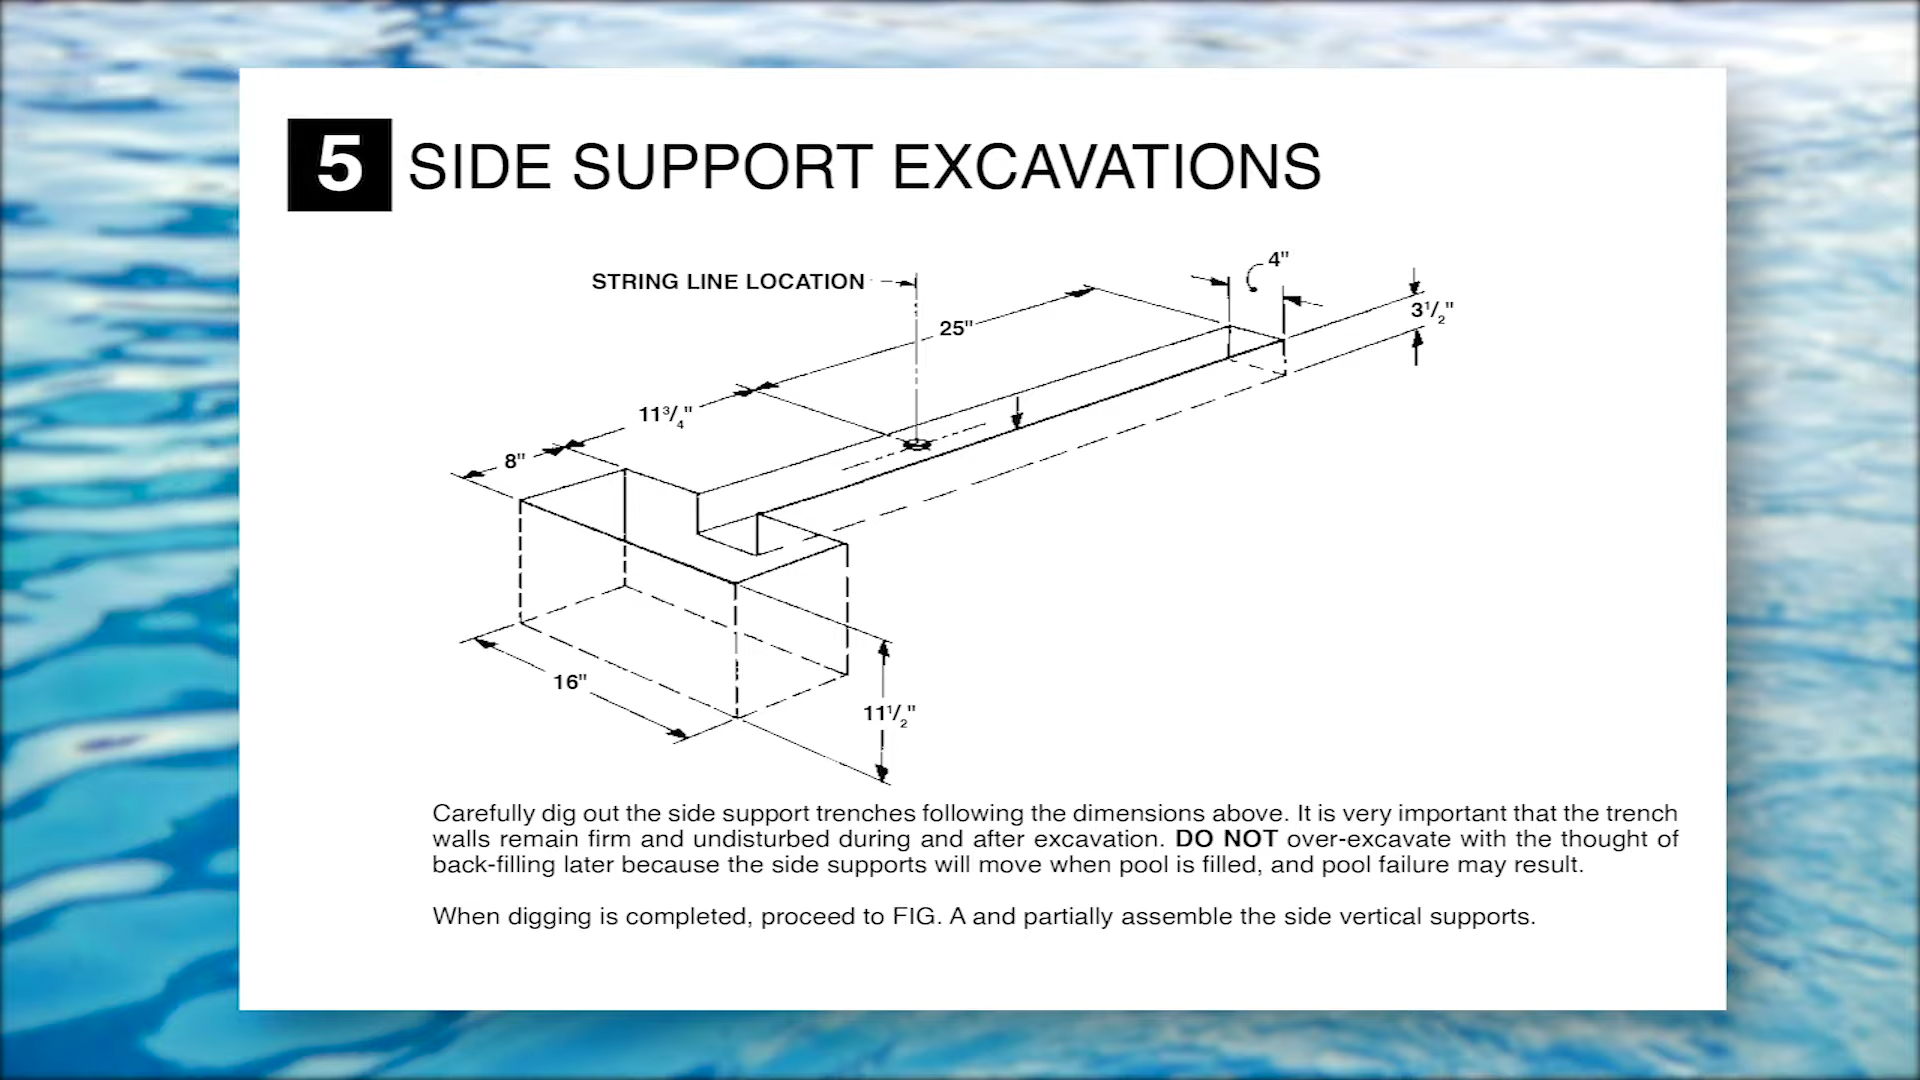 5 SIDE SUPPORT EXCAVATIONS
STRING LINE LOCATION
4"
3 1/2"
25"
11 3/4"
8"
16"
11 1/2"
Carefully dig out the side support trenches following the dimensions above. It is very important that the trench
walls remain firm and undisturbed during and after excavation. DO NOT over-excavate with the thought of
back-filling later because the side supports will move when pool is filled, and pool failure may result.
When digging is completed, proceed to FIG. A and partially assemble the side vertical supports.